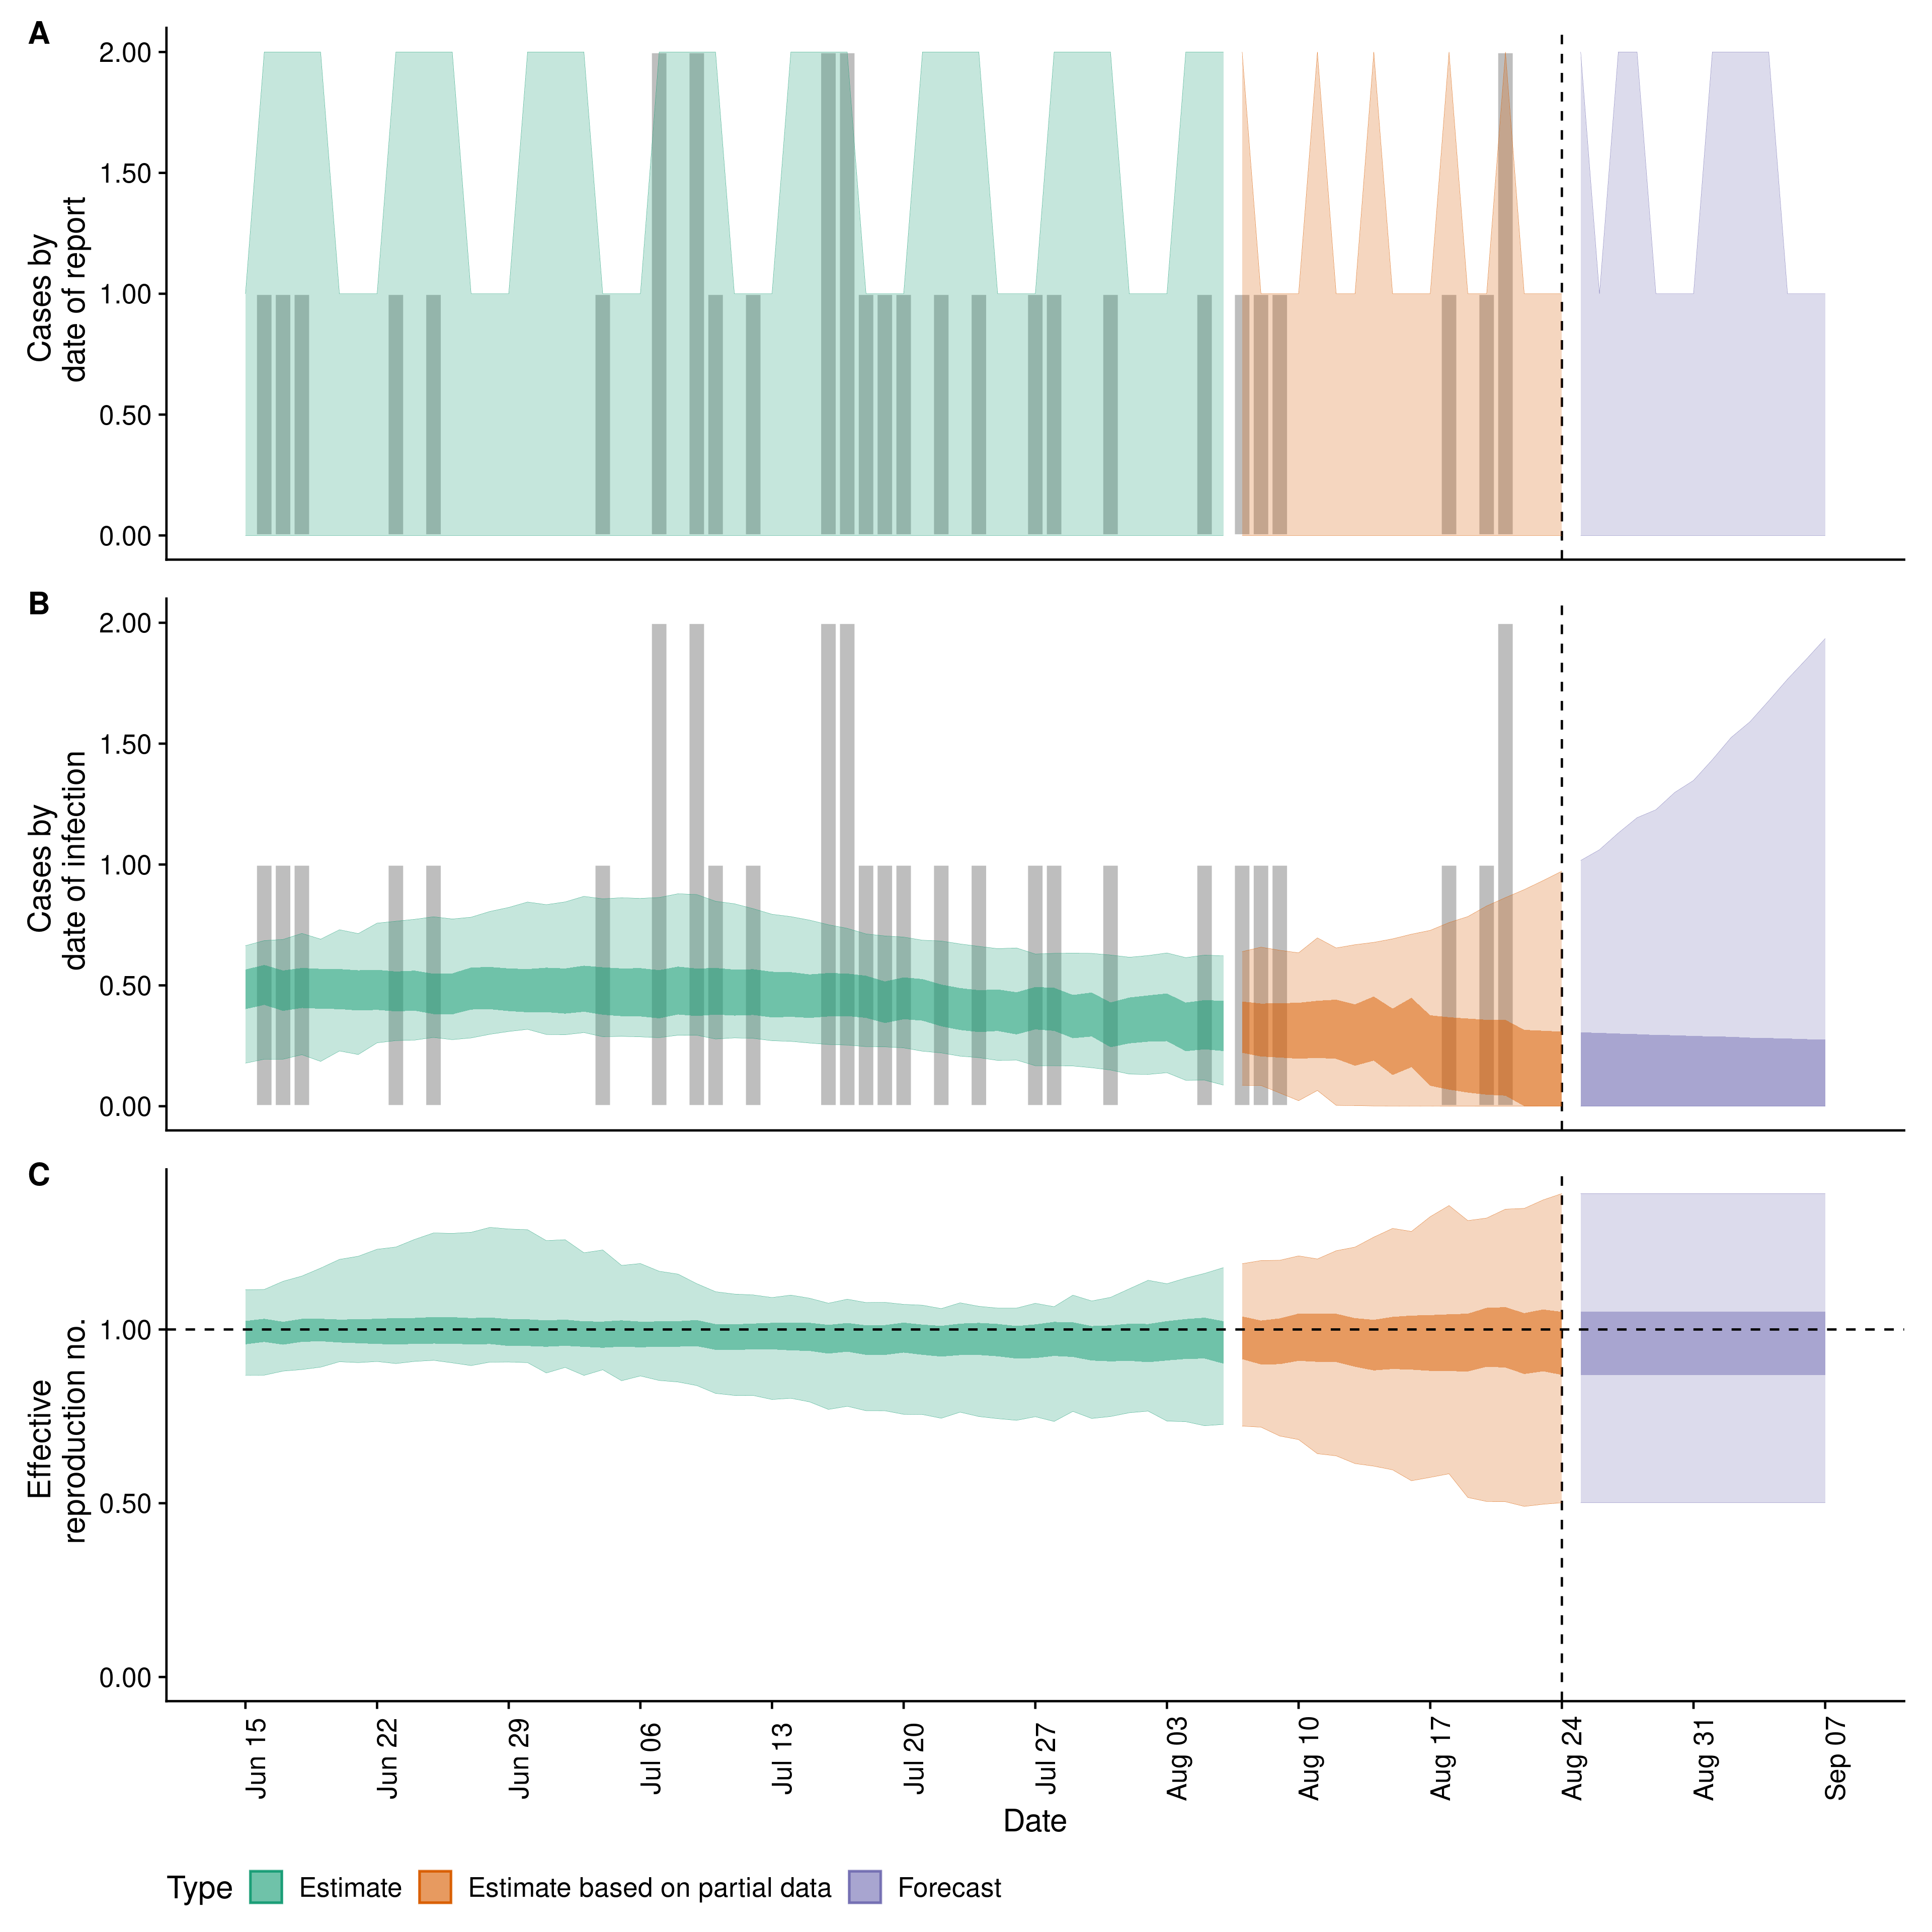 A
2.00
1.50
1.00
0.50
0.00
Cases by
date of report
B
2.00
1.50
1.00
0.50
0.00
Cases by
date of infection
C
1.00
0.50
0.00
Effective
reproduction no.
Jun 15
Jun 22
Jun 29
Jul 06
Jul 13
Jul 20
Jul 27
Aug 03
Aug 10
Aug 17
Aug 24
Aug 31
Sep 07
Date
Type Estimate Estimate based on partial data Forecast